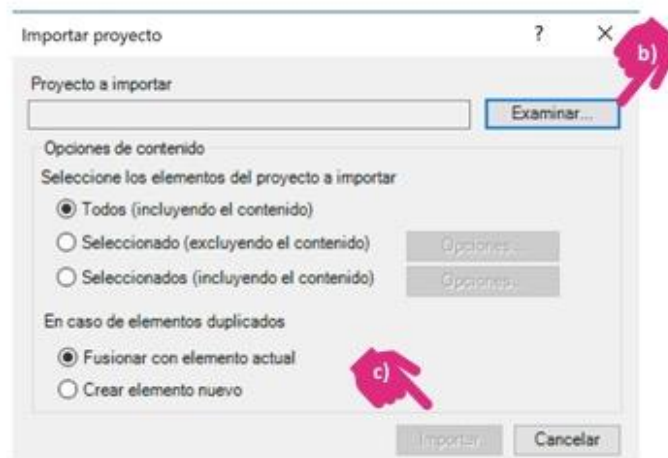 Importar proyecto ? ×
b)
Proyecto a importar
Examinar...
Opciones de contenido
Seleccione los elementos del proyecto a importar
Todos (incluyendo el contenido)
Seleccionado (excluyendo el contenido) Opciones...
Seleccionados (incluyendo el contenido) Opciones...
En caso de elementos duplicados
Fusionar con elemento actual
c)
Crear elemento nuevo
Importar Cancelar